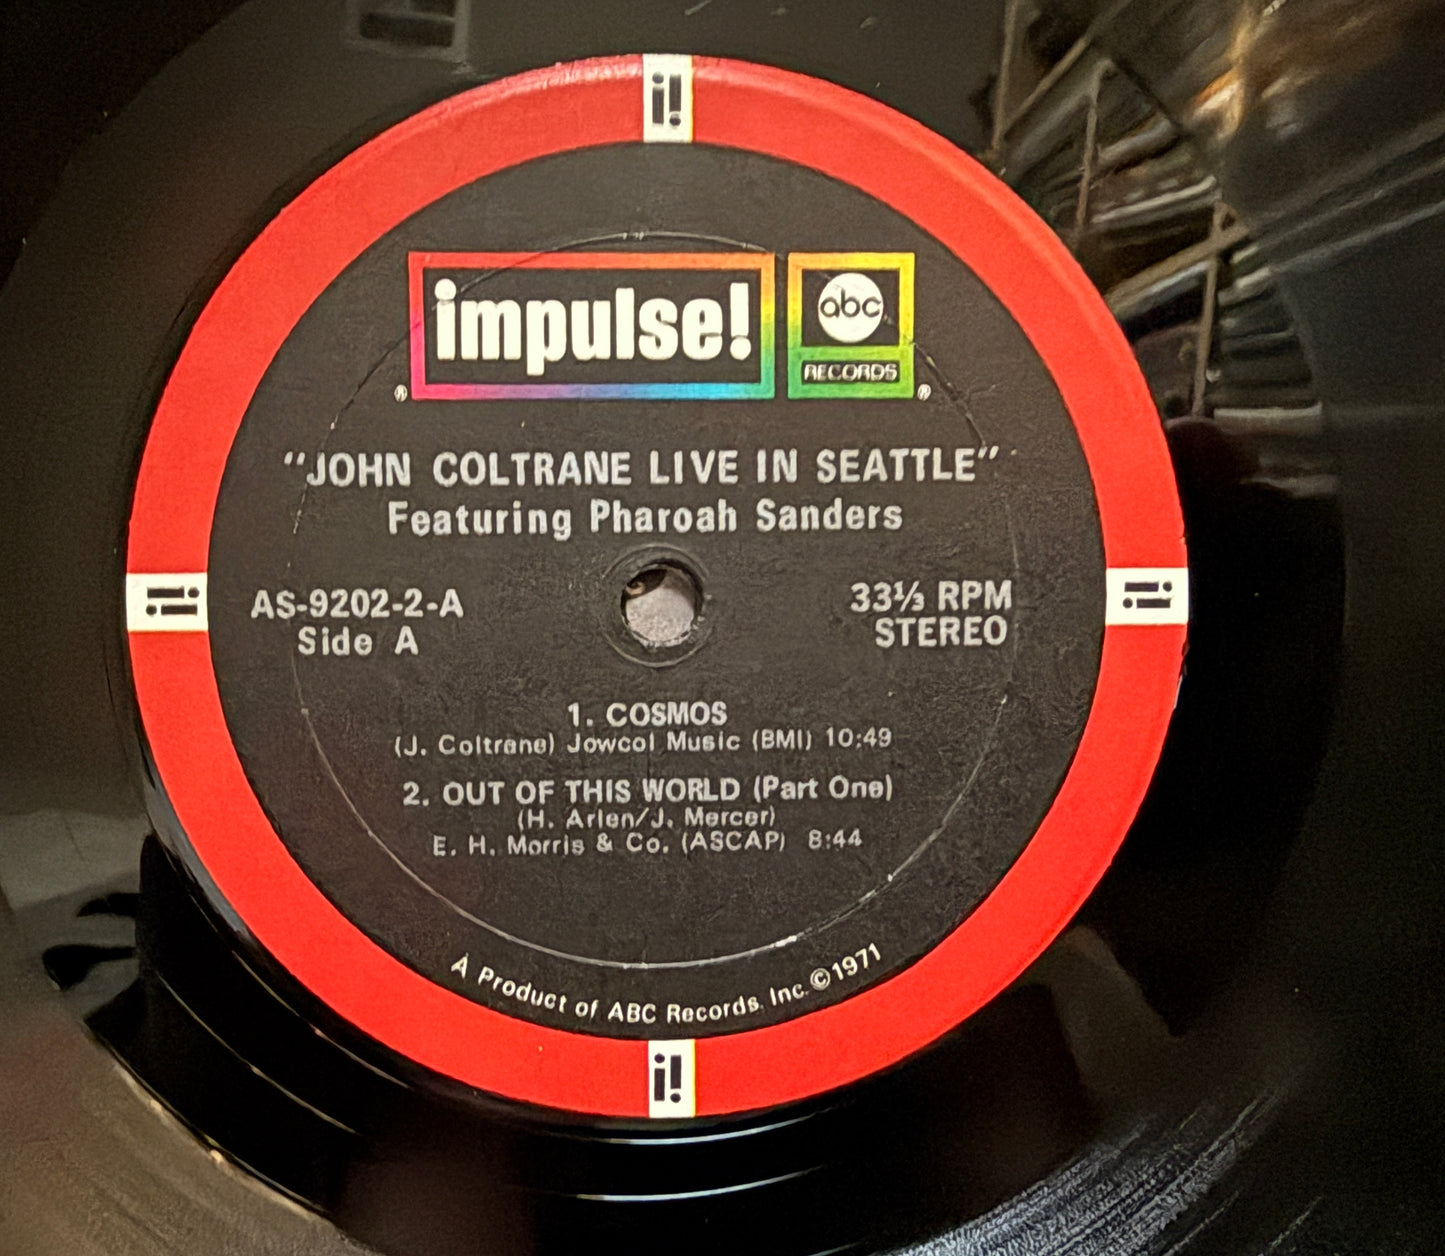 i!
impulse!
®
abc
RECORDS
®
"JOHN COLTRANE LIVE IN SEATTLE"
Featuring Pharoah Sanders
AS-9202-2-A
Side A
33⅓ RPM
STEREO
i!
i!
1. COSMOS
(J. Coltrane) Jowcol Music (BMI) 10:49
2. OUT OF THIS WORLD (Part One)
(H. Arlen/J. Mercer)
E. H. Morris & Co. (ASCAP) 8:44
A Product of ABC Records, Inc. ©1971
i!